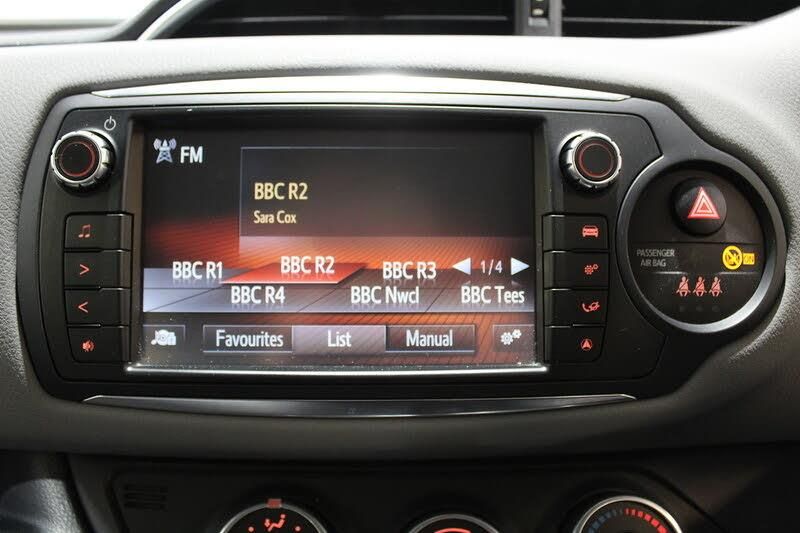 FM
BBC R2
Sara Cox
BBC R1 BBC R2 BBC R3 1/4
BBC R4 BBC Nwcl BBC Tees
Favourites List Manual
PASSENGER
AIR BAG